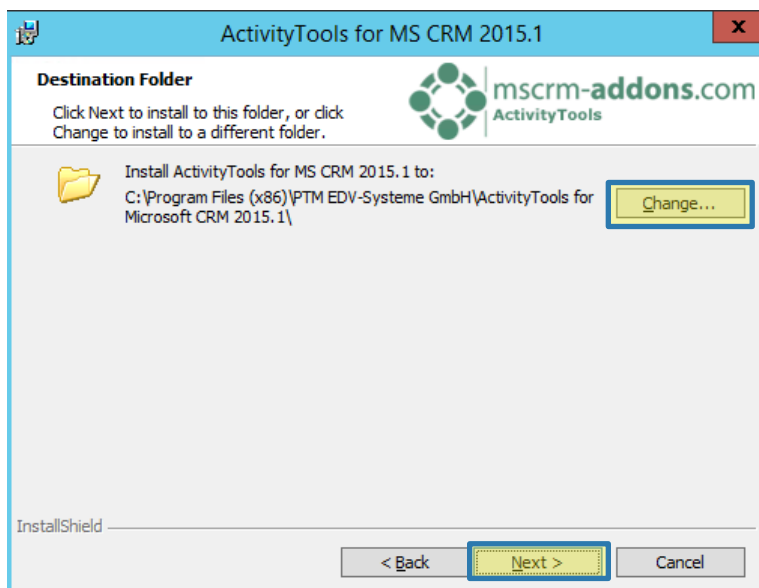 ActivityTools for MS CRM 2015.1
x
Destination Folder
Click Next to install to this folder, or click
Change to install to a different folder.
mscrm-addons.com
ActivityTools
Install ActivityTools for MS CRM 2015.1 to:
C:\Program Files (x86)\PTM EDV-Systeme GmbH\ActivityTools for
Microsoft CRM 2015.1\
Change...
InstallShield
< Back
Next >
Cancel